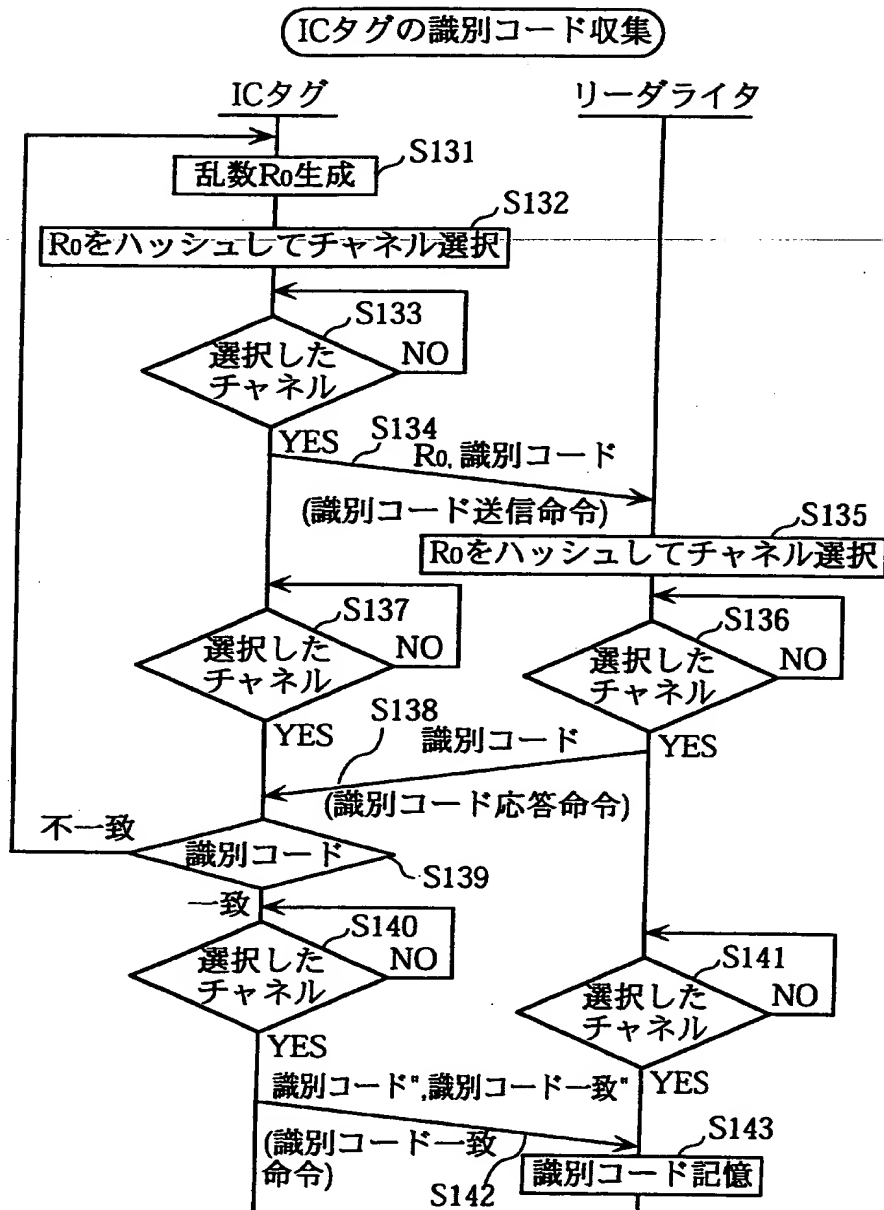 ICタグの識別コード収集
ICタグ
リーダライタ
S131
乱数R0生成
S132
R0をハッシュしてチャネル選択
S133
選択した
チャネル
NO
YES
S134
R0, 識別コード
(識別コード送信命令)
S135
R0をハッシュしてチャネル選択
S137
選択した
チャネル
NO
S136
選択した
チャネル
NO
YES
S138
識別コード
YES
(識別コード応答命令)
不一致
識別コード
S139
一致
S140
選択した
チャネル
NO
S141
選択した
チャネル
NO
YES
YES
識別コード",識別コード一致"
(識別コード一致
命令)
S142
S143
識別コード記憶